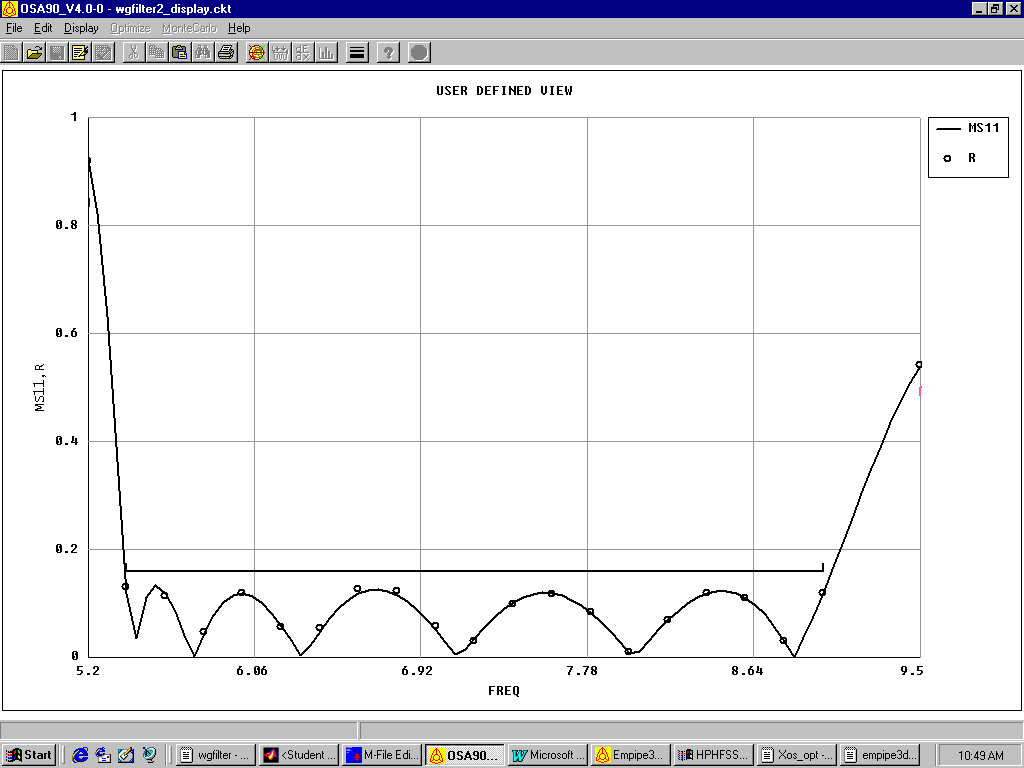 OSA90_V4.0-0 - wgfilter2_display.ckt
File Edit Display Optimize MonteCarlo Help
USER DEFINED VIEW
MS11
R
1
0.8
0.6
0.4
0.2
0
MS11,R
5.2 6.06 6.92 7.78 8.64 9.5
FREQ
Start wgfilter - ... <Student ... M-File Edi... OSA90... Microsoft ... Empipe3... HPHFSS... Xos_opt -... empipe3d... 10:49 AM